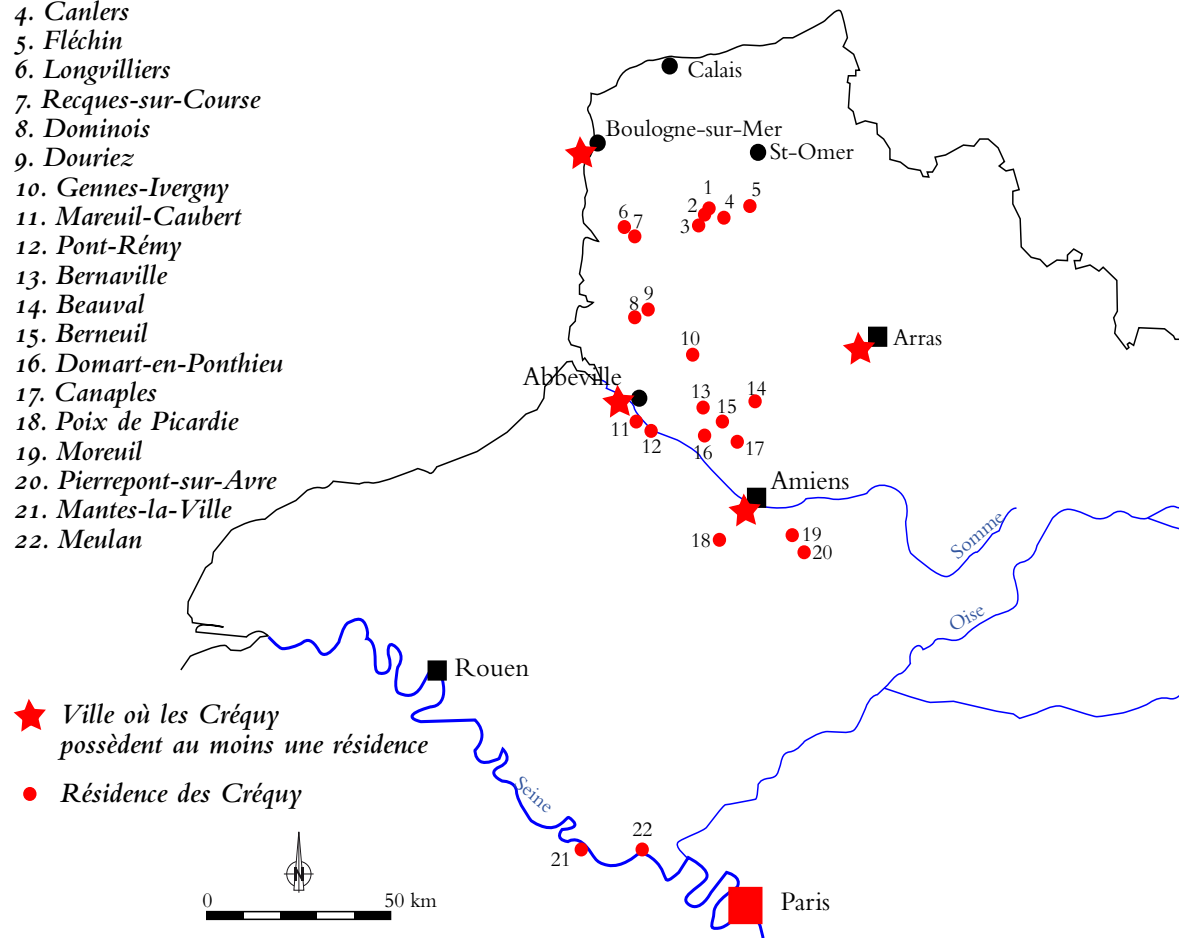 4. Canlers
5. Fléchin
6. Longvilliers
7. Recques-sur-Course
8. Dominois
9. Douriez
10. Gennes-Ivergny
11. Mareuil-Caubert
12. Pont-Rémy
13. Bernaville
14. Beauval
15. Berneuil
16. Domart-en-Ponthieu
17. Canaples
18. Poix de Picardie
19. Moreuil
20. Pierrepont-sur-Avre
21. Mantes-la-Ville
22. Meulan
Ville où les Créquy
possèdent au moins une résidence
Résidence des Créquy
N
0 50 km
Calais
Boulogne-sur-Mer
St-Omer
1
2
3
4
5
6
7
8
9
10
Arras
Abbeville
11
12
13
14
15
16
17
Amiens
18
19
20
Somme
Oise
Rouen
Seine
21
22
Paris